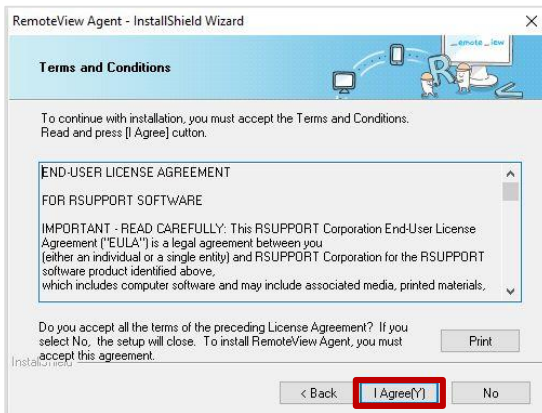 RemoteView Agent - InstallShield Wizard
_emote _iew
Terms and Conditions
R
To continue with installation, you must accept the Terms and Conditions.
Read and press [I Agree] cutton.
END-USER LICENSE AGREEMENT
FOR RSUPPORT SOFTWARE
IMPORTANT - READ CAREFULLY: This RSUPPORT Corporation End-User License
Agreement ("EULA") is a legal agreement between you
(either an individual or a single entity) and RSUPPORT Corporation for the RSUPPORT
software product identified above,
which includes computer software and may include associated media, printed materials,
Do you accept all the terms of the preceding License Agreement? If you
select No, the setup will close. To install RemoteView Agent, you must
accept this agreement.
Print
InstallShield
< Back
I Agree(Y)
No